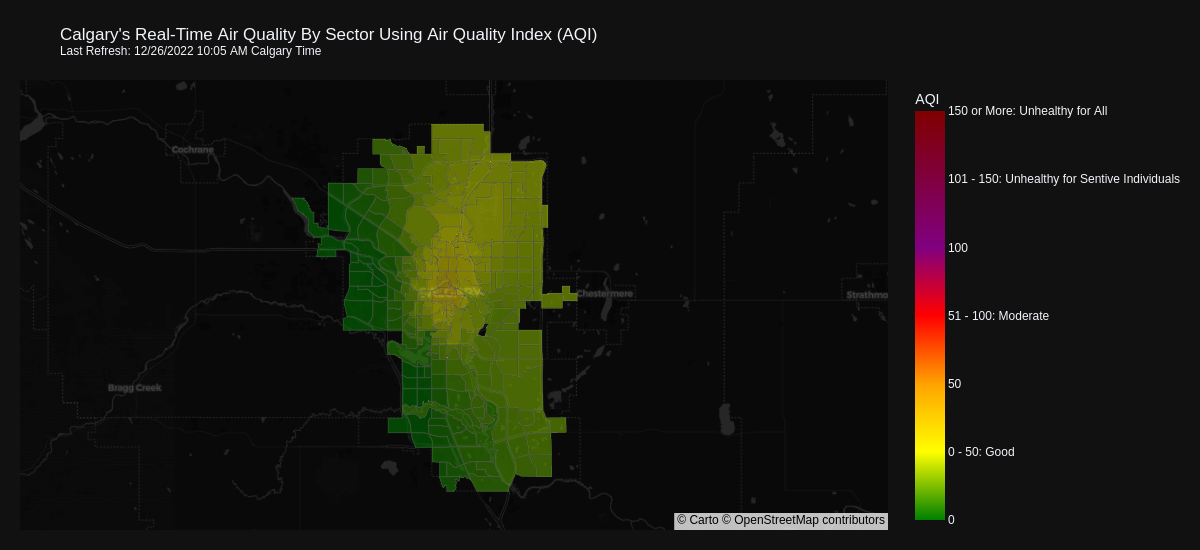 Calgary's Real-Time Air Quality By Sector Using Air Quality Index (AQI)
Last Refresh: 12/26/2022 10:05 AM Calgary Time
AQI
150 or More: Unhealthy for All
Cochrane
101 - 150: Unhealthy for Sentive Individuals
100
Chestermere
Strathmo
51 - 100: Moderate
50
Bragg Creek
0 - 50: Good
0
© Carto © OpenStreetMap contributors